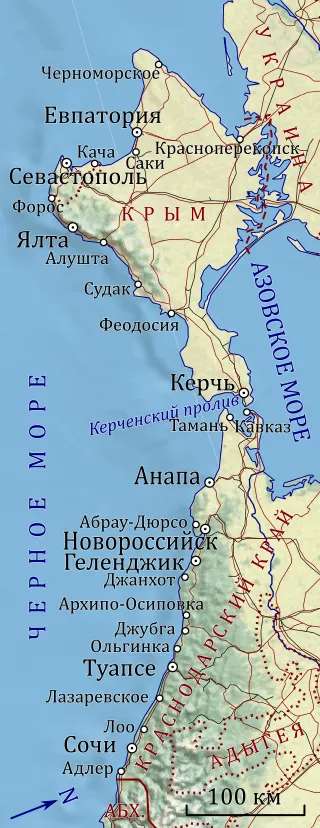 УКРАИНА
Черноморское
Евпатория
Красноперекопск
Кача
Саки
Севастополь
Форос
КРЫМ
Ялта
Алушта
Судак
АЗОВСКОЕ МОРЕ
Феодосия
Керчь
Керченский пролив
Тамань
Кавказ
ЧЕРНОЕ МОРЕ
Анапа
Абрау-Дюрсо
Новороссийск
Геленджик
Джанхот
КРАСНОДАРСКИЙ КРАЙ
Архипо-Осиповка
Джубга
Ольгинка
Туапсе
Лазаревское
Лоо
АДЫГЕЯ
Сочи
Адлер
N
АБХ.
100 км